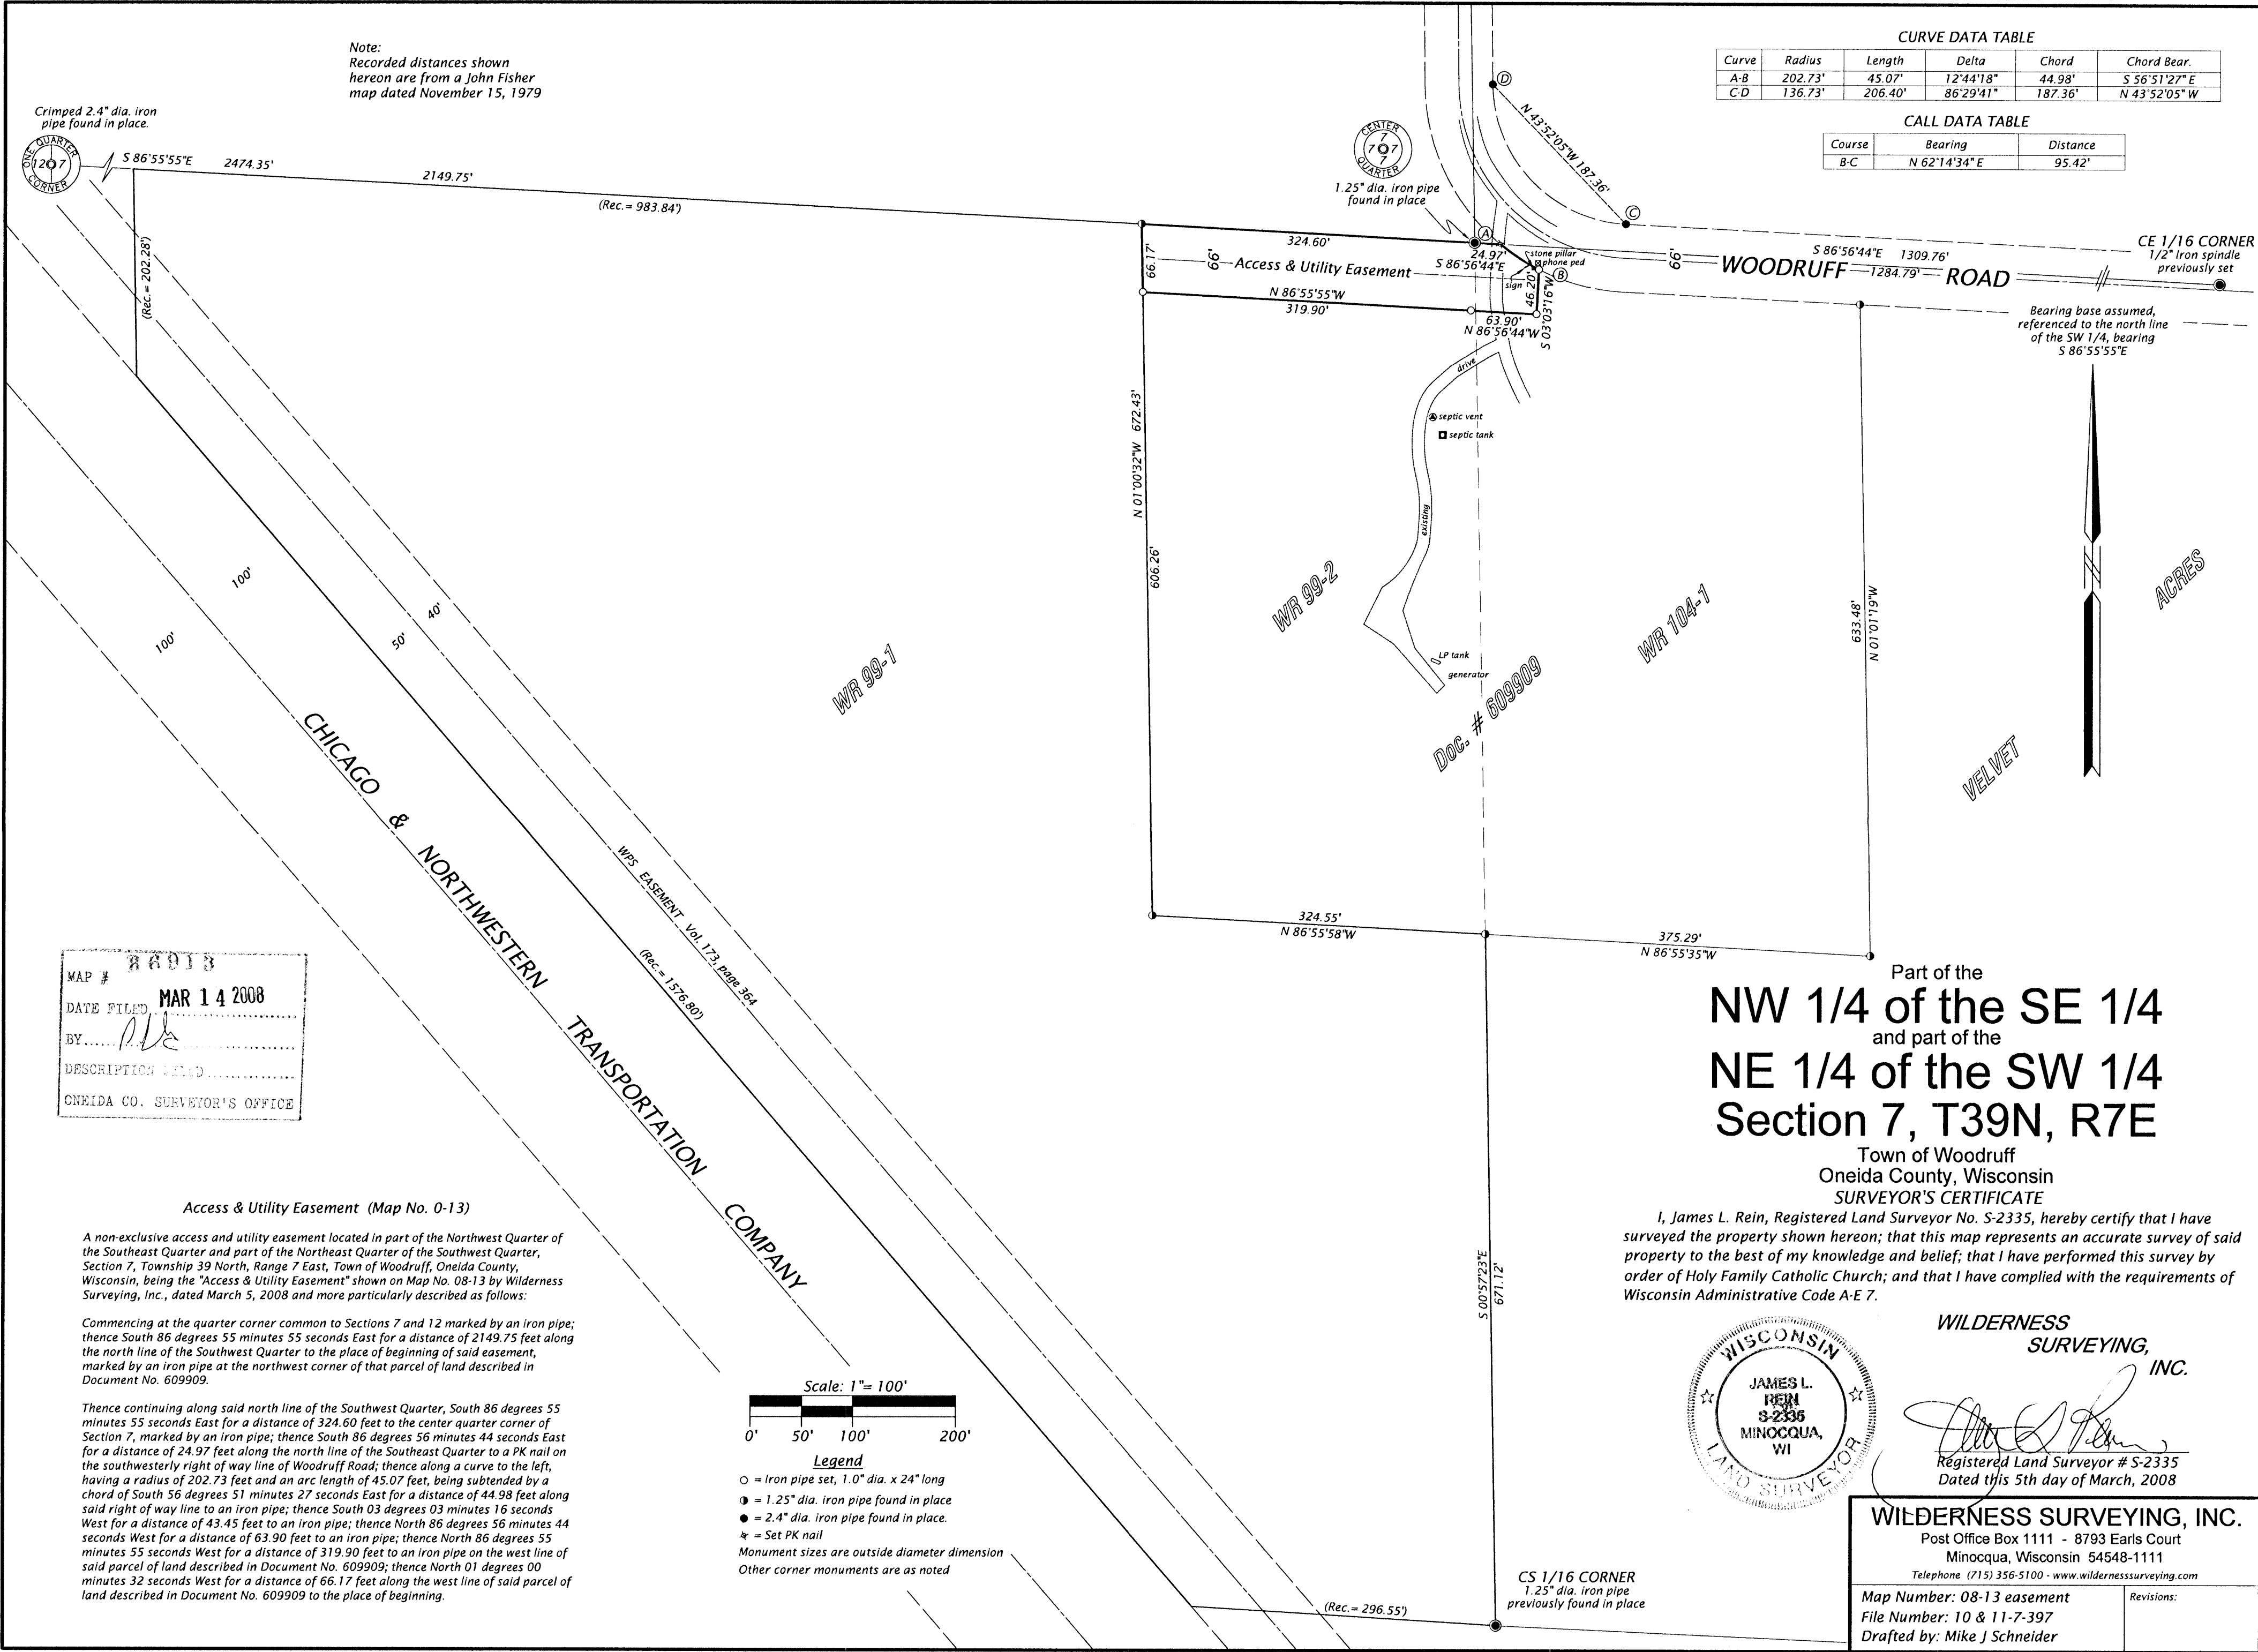 Note:
Recorded distances shown
hereon are from a John Fisher
map dated November 15, 1979
Crimped 2.4" dia. iron
pipe found in place.
ONE QUARTER
12 7
CORNER
S 86°55'55"E 2474.35'
2149.75'
(Rec.= 983.84')
(Rec.= 202.28')
CENTER
7
7 7
7
QUARTER
1.25" dia. iron pipe
found in place
CURVE DATA TABLE
Curve Radius Length Delta Chord Chord Bear.
A-B 202.73' 45.07' 12°44'18" 44.98' S 56°51'27" E
C-D 136.73' 206.40' 86°29'41" 187.36' N 43°52'05" W
CALL DATA TABLE
Course Bearing Distance
B-C N 62°14'34" E 95.42'
D
N 43°52'05"W 187.36'
C
A
B
324.60'
66.17'
66'
Access & Utility Easement
24.97'
S 86°56'44"E
stone pillar
phone ped
sign
46.20'
S 03°03'16"W
N 86°55'55"W
319.90'
63.90'
N 86°56'44"W
66'
S 86°56'44"E 1309.76'
WOODRUFF 1284.79' ROAD
CE 1/16 CORNER
1/2" Iron spindle
previously set
Bearing base assumed,
referenced to the north line
of the SW 1/4, bearing
S 86°55'55"E
drive
septic vent
septic tank
existing
LP tank
generator
N 01°00'32"W 672.43'
606.26'
WR 99-1
WR 99-2
WR 104-1
Doc. # 609909
633.48'
N 01°01'19"W
VELVET
ACRES
100'
100'
50'
40'
CHICAGO & NORTHWESTERN TRANSPORTATION COMPANY
WPS EASEMENT Vol. 173, page 364
(Rec.= 1576.80')
324.55'
N 86°55'58"W
375.29'
N 86°55'35"W
S 00°57'23"E
671.12'
(Rec.= 296.55')
CS 1/16 CORNER
1.25" dia. iron pipe
previously found in place
MAP # 86013
DATE FILED MAR 14 2008
BY
DESCRIPTION FILED
ONEIDA CO. SURVEYOR'S OFFICE
Access & Utility Easement (Map No. 0-13)
A non-exclusive access and utility easement located in part of the Northwest Quarter of
the Southeast Quarter and part of the Northeast Quarter of the Southwest Quarter,
Section 7, Township 39 North, Range 7 East, Town of Woodruff, Oneida County,
Wisconsin, being the "Access & Utility Easement" shown on Map No. 08-13 by Wilderness
Surveying, Inc., dated March 5, 2008 and more particularly described as follows:
Commencing at the quarter corner common to Sections 7 and 12 marked by an iron pipe;
thence South 86 degrees 55 minutes 55 seconds East for a distance of 2149.75 feet along
the north line of the Southwest Quarter to the place of beginning of said easement,
marked by an iron pipe at the northwest corner of that parcel of land described in
Document No. 609909.
Thence continuing along said north line of the Southwest Quarter, South 86 degrees 55
minutes 55 seconds East for a distance of 324.60 feet to the center quarter corner of
Section 7, marked by an iron pipe; thence South 86 degrees 56 minutes 44 seconds East
for a distance of 24.97 feet along the north line of the Southeast Quarter to a PK nail on
the southwesterly right of way line of Woodruff Road; thence along a curve to the left,
having a radius of 202.73 feet and an arc length of 45.07 feet, being subtended by a
chord of South 56 degrees 51 minutes 27 seconds East for a distance of 44.98 feet along
said right of way line to an iron pipe; thence South 03 degrees 03 minutes 16 seconds
West for a distance of 43.45 feet to an iron pipe; thence North 86 degrees 56 minutes 44
seconds West for a distance of 63.90 feet to an iron pipe; thence North 86 degrees 55
minutes 55 seconds West for a distance of 319.90 feet to an iron pipe on the west line of
said parcel of land described in Document No. 609909; thence North 01 degrees 00
minutes 32 seconds West for a distance of 66.17 feet along the west line of said parcel of
land described in Document No. 609909 to the place of beginning.
Scale: 1"= 100'
0' 50' 100' 200'
Legend
= Iron pipe set, 1.0" dia. x 24" long
= 1.25" dia. iron pipe found in place
= 2.4" dia. iron pipe found in place.
= Set PK nail
Monument sizes are outside diameter dimension
Other corner monuments are as noted
Part of the
NW 1/4 of the SE 1/4
and part of the
NE 1/4 of the SW 1/4
Section 7, T39N, R7E
Town of Woodruff
Oneida County, Wisconsin
SURVEYOR'S CERTIFICATE
I, James L. Rein, Registered Land Surveyor No. S-2335, hereby certify that I have
surveyed the property shown hereon; that this map represents an accurate survey of said
property to the best of my knowledge and belief; that I have performed this survey by
order of Holy Family Catholic Church; and that I have complied with the requirements of
Wisconsin Administrative Code A-E 7.
WISCONSIN
JAMES L.
REIN
S-2335
MINOCQUA,
WI
LAND SURVEYOR
WILDERNESS
SURVEYING,
INC.
Registered Land Surveyor # S-2335
Dated this 5th day of March, 2008
WILDERNESS SURVEYING, INC.
Post Office Box 1111 - 8793 Earls Court
Minocqua, Wisconsin 54548-1111
Telephone (715) 356-5100 - www.wildernesssurveying.com
Map Number: 08-13 easement
File Number: 10 & 11-7-397
Drafted by: Mike J Schneider
Revisions: